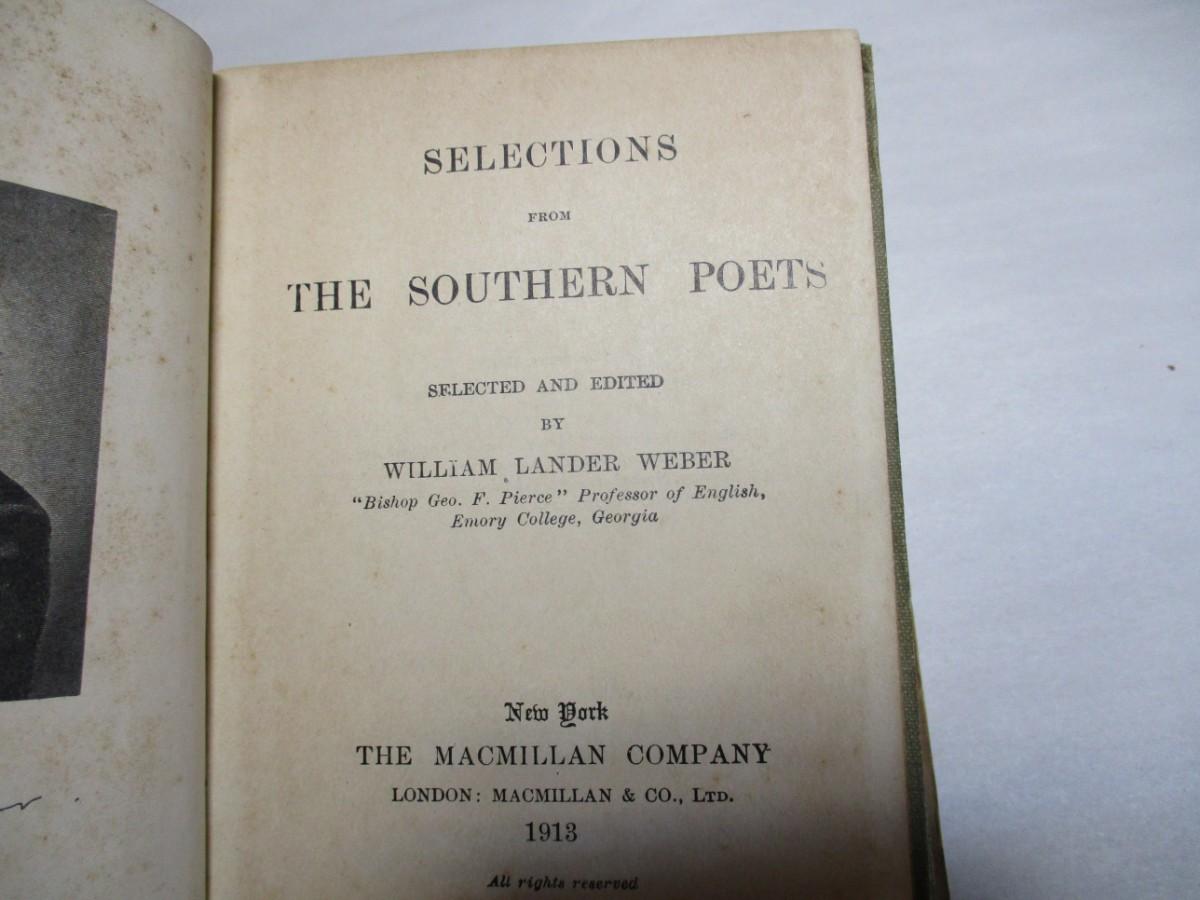 SELECTIONS
FROM
THE SOUTHERN POETS
SELECTED AND EDITED
BY
WILLIAM LANDER WEBER
"Bishop Geo. F. Pierce" Professor of English,
Emory College, Georgia
New York
THE MACMILLAN COMPANY
LONDON: MACMILLAN & CO., LTD.
1913
All rights reserved